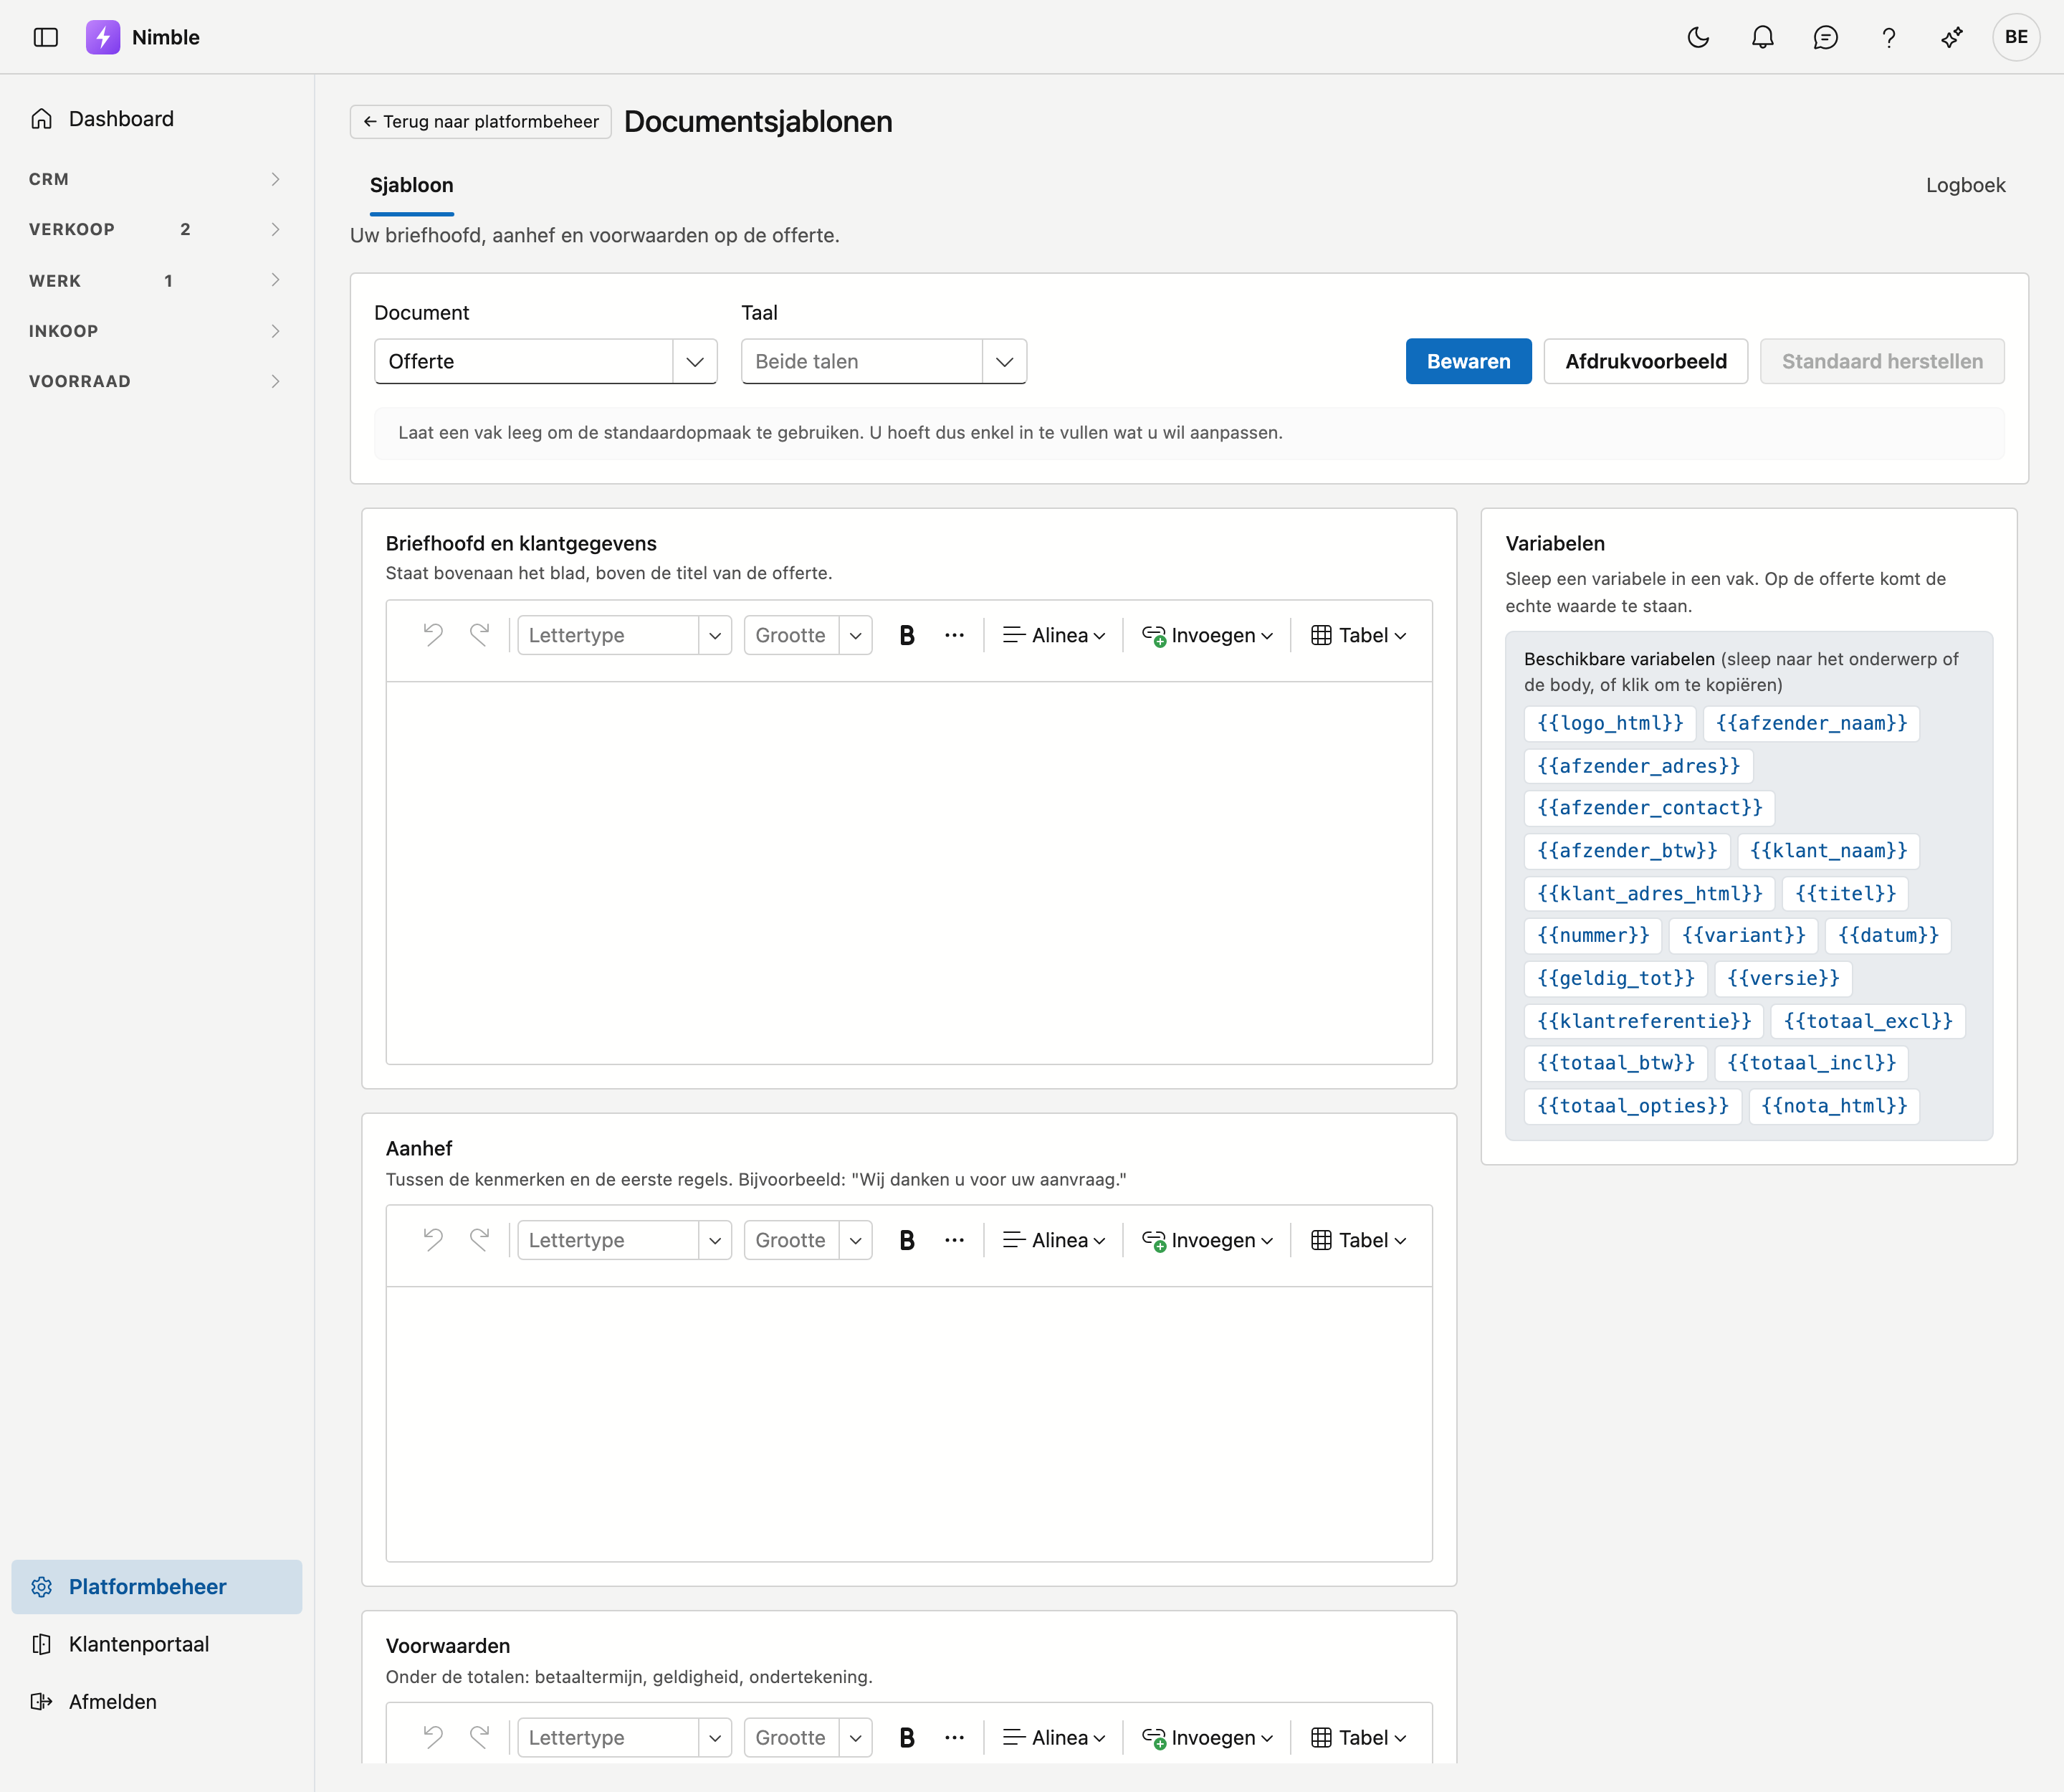 Nimble
BE
Dashboard
CRM
VERKOOP 2
WERK 1
INKOOP
VOORRAAD
Platformbeheer
Klantenportaal
Afmelden
← Terug naar platformbeheer
Documentsjablonen
Sjabloon
Logboek
Uw briefhoofd, aanhef en voorwaarden op de offerte.
Document
Taal
Offerte
Beide talen
Bewaren
Afdrukvoorbeeld
Standaard herstellen
Laat een vak leeg om de standaardopmaak te gebruiken. U hoeft dus enkel in te vullen wat u wil aanpassen.
Briefhoofd en klantgegevens
Staat bovenaan het blad, boven de titel van de offerte.
Lettertype Grootte B ··· Alinea Invoegen Tabel
Aanhef
Tussen de kenmerken en de eerste regels. Bijvoorbeeld: "Wij danken u voor uw aanvraag."
Lettertype Grootte B ··· Alinea Invoegen Tabel
Voorwaarden
Onder de totalen: betaaltermijn, geldigheid, ondertekening.
Lettertype Grootte B ··· Alinea Invoegen Tabel
Variabelen
Sleep een variabele in een vak. Op de offerte komt de
echte waarde te staan.
Beschikbare variabelen (sleep naar het onderwerp of
de body, of klik om te kopiëren)
{{logo_html}} {{afzender_naam}}
{{afzender_adres}}
{{afzender_contact}}
{{afzender_btw}} {{klant_naam}}
{{klant_adres_html}} {{titel}}
{{nummer}} {{variant}} {{datum}}
{{geldig_tot}} {{versie}}
{{klantreferentie}} {{totaal_excl}}
{{totaal_btw}} {{totaal_incl}}
{{totaal_opties}} {{nota_html}}